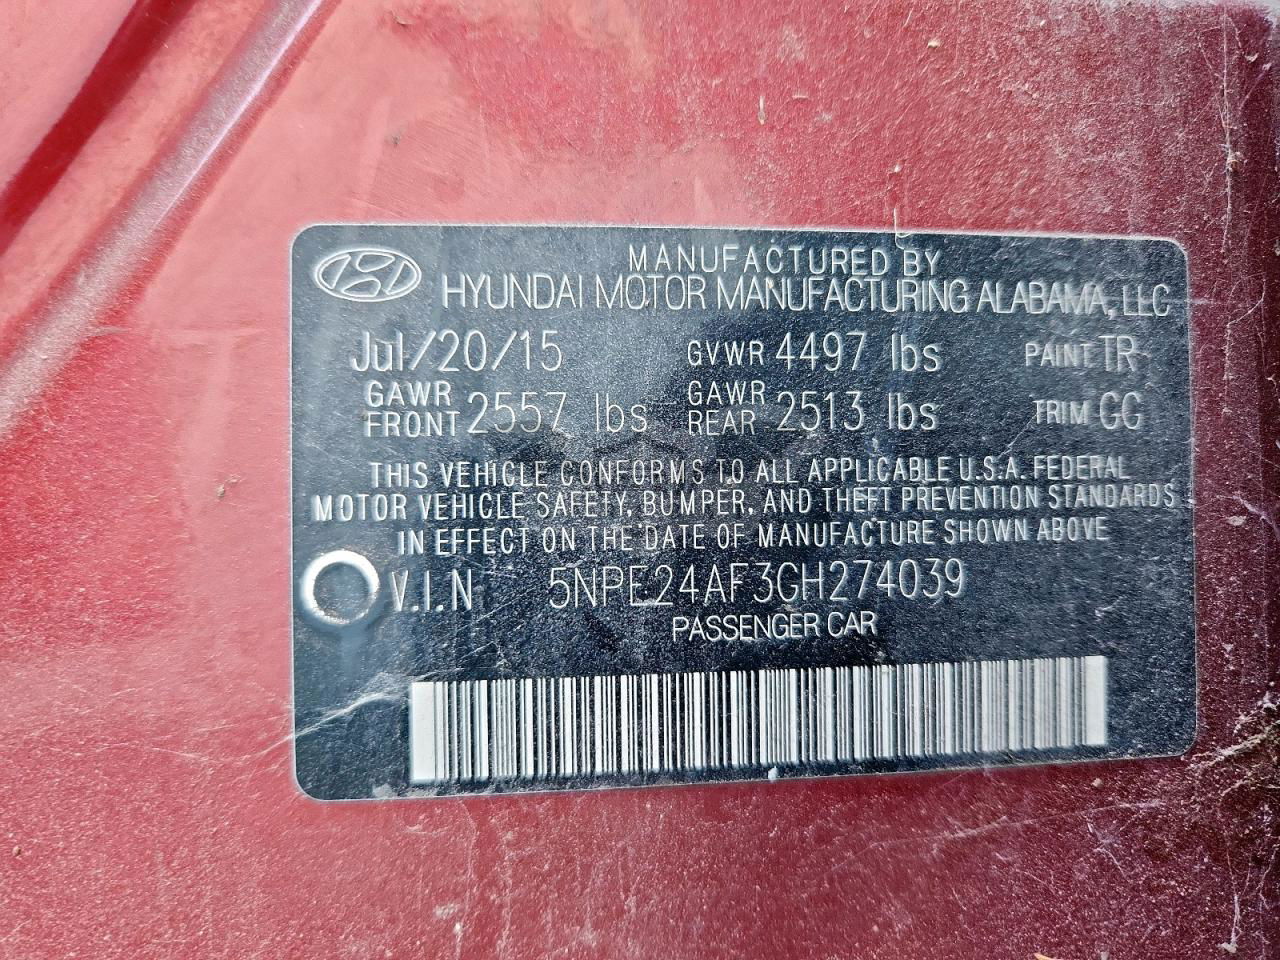 MANUFACTURED BY
HYUNDAI MOTOR MANUFACTURING ALABAMA, LLC
Jul/20/15 GVWR 4497 lbs PAINT TR
GAWR FRONT 2557 lbs GAWR REAR 2513 lbs TRIM CC
THIS VEHICLE CONFORMS TO ALL APPLICABLE U.S.A. FEDERAL
MOTOR VEHICLE SAFETY, BUMPER, AND THEFT PREVENTION STANDARDS
IN EFFECT ON THE DATE OF MANUFACTURE SHOWN ABOVE
V.I.N 5NPE24AF3GH274039
PASSENGER CAR